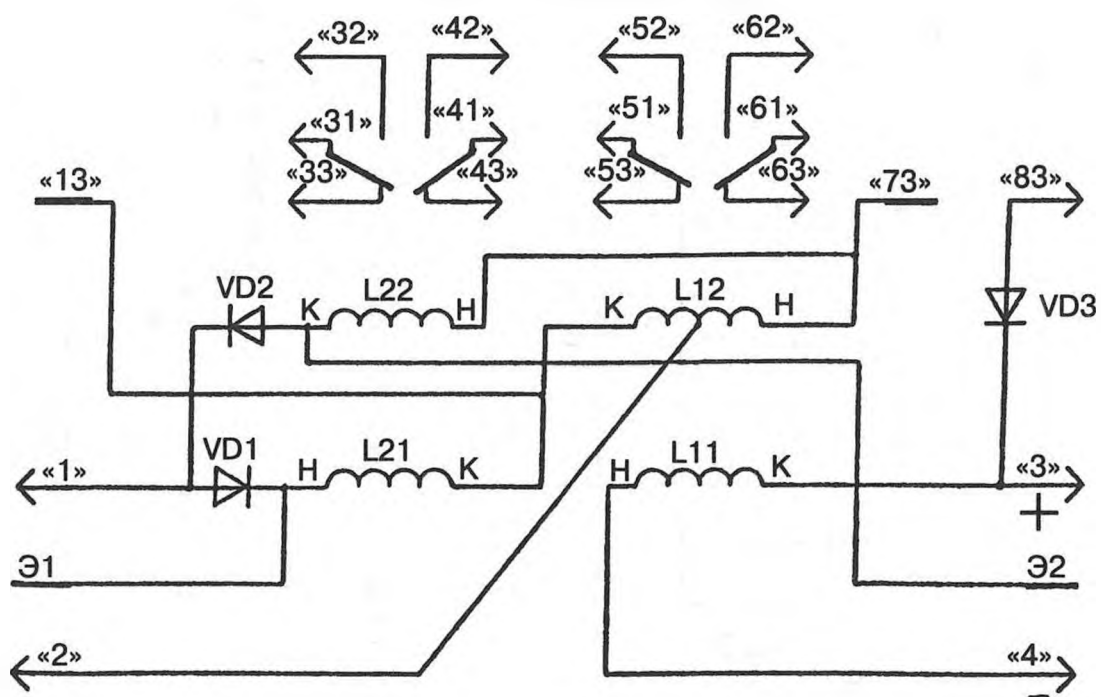 «32» «42» «52» «62»
«31» «41» «51» «61»
«33» «43» «53» «63»
«13» «73» «83»
VD2 К L22 Н К L12 Н VD3
VD1 Н L21 К Н L11 К
«1» «3»
+
Э1 Э2
«2» «4»